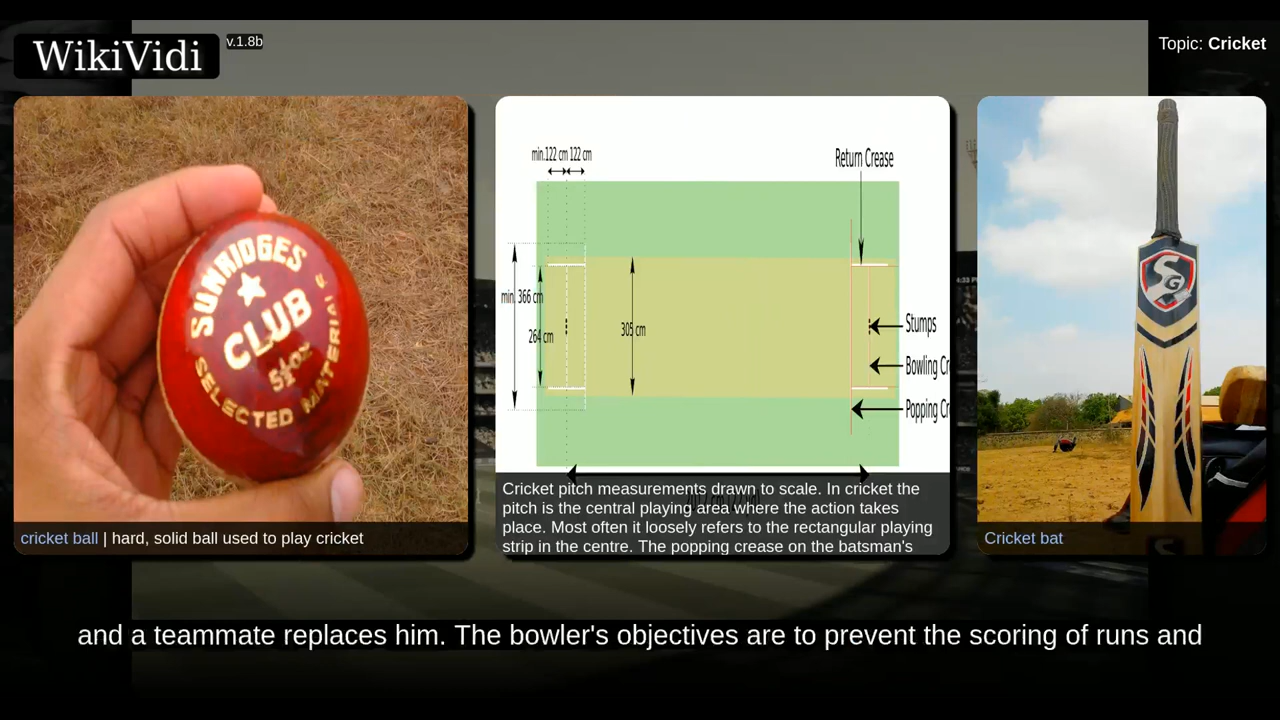 WikiVidi
v.1.8b
Topic: Cricket
SUNRIDGES
CLUB
5½oz
SELECTED MATERIAL
cricket ball | hard, solid ball used to play cricket
min.122 cm 122 cm
Return Crease
min. 366 cm
264 cm
305 cm
Stumps
Bowling Cr
Popping Cr
Cricket pitch measurements drawn to scale. In cricket the
pitch is the central playing area where the action takes
place. Most often it loosely refers to the rectangular playing
strip in the centre. The popping crease on the batsman's
SG
Cricket bat
and a teammate replaces him. The bowler's objectives are to prevent the scoring of runs and